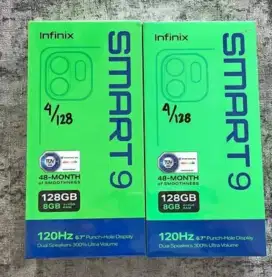 Infinix
4/128
SMART 9
48-MONTH
OF SMOOTHNESS
128GB
8GB
120Hz 6.7" Punch-Hole Display
Dual Speakers 300% Ultra Volume
Infinix
4/128
SMART 9
48-MONTH
OF SMOOTHNESS
128GB
8GB
120Hz 6.7" Punch-Hole Display
Dual Speakers 300% Ultra Volume